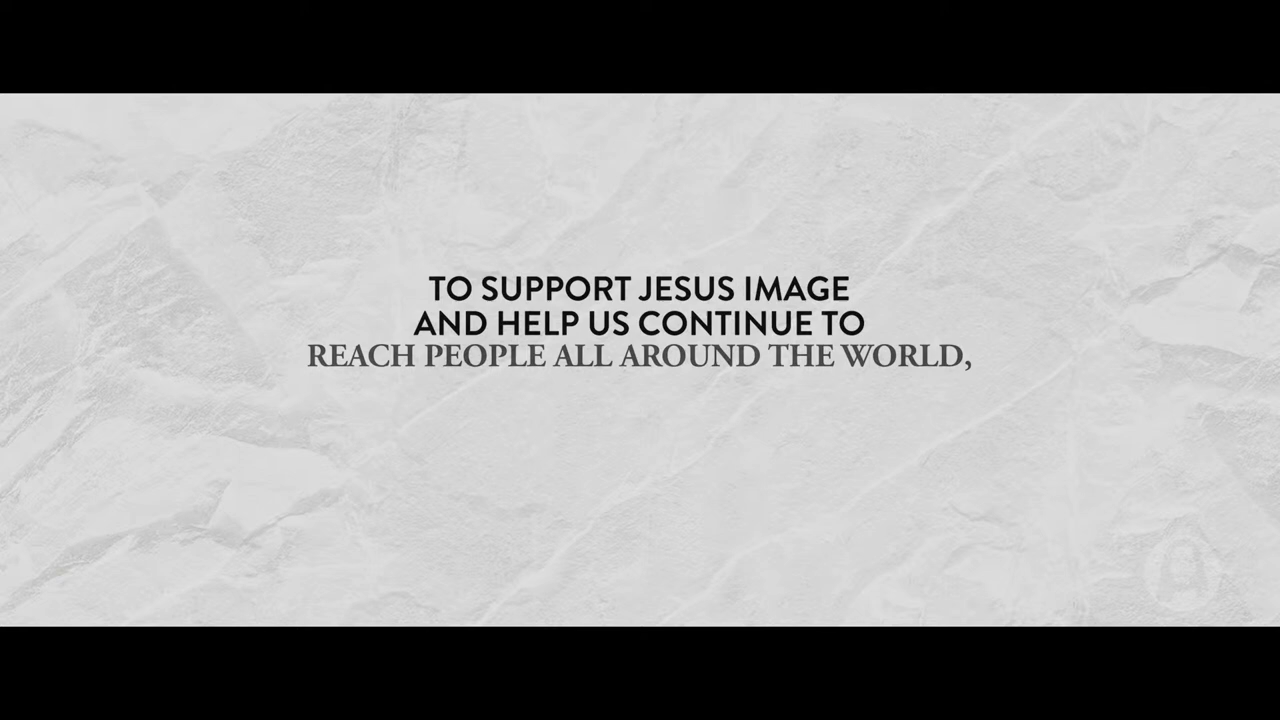 TO SUPPORT JESUS IMAGE
AND HELP US CONTINUE TO
REACH PEOPLE ALL AROUND THE WORLD,